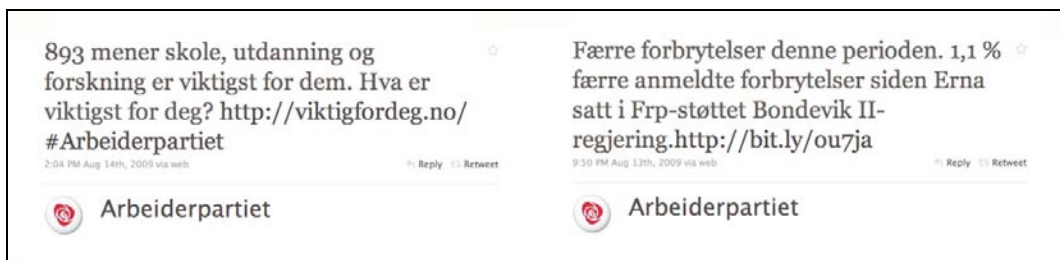 893 mener skole, utdanning og
forskning er viktigst for dem. Hva er
viktigst for deg? http://viktigfordeg.no/
#Arbeiderpartiet
2:04 PM Aug 14th, 2009 via web
Reply Retweet
Arbeiderpartiet
Færre forbrytelser denne perioden. 1,1 %
færre anmeldte forbrytelser siden Erna
satt i Frp-støttet Bondevik II-
regjering.http://bit.ly/ou7ja
9:50 PM Aug 13th, 2009 via web
Reply Retweet
Arbeiderpartiet